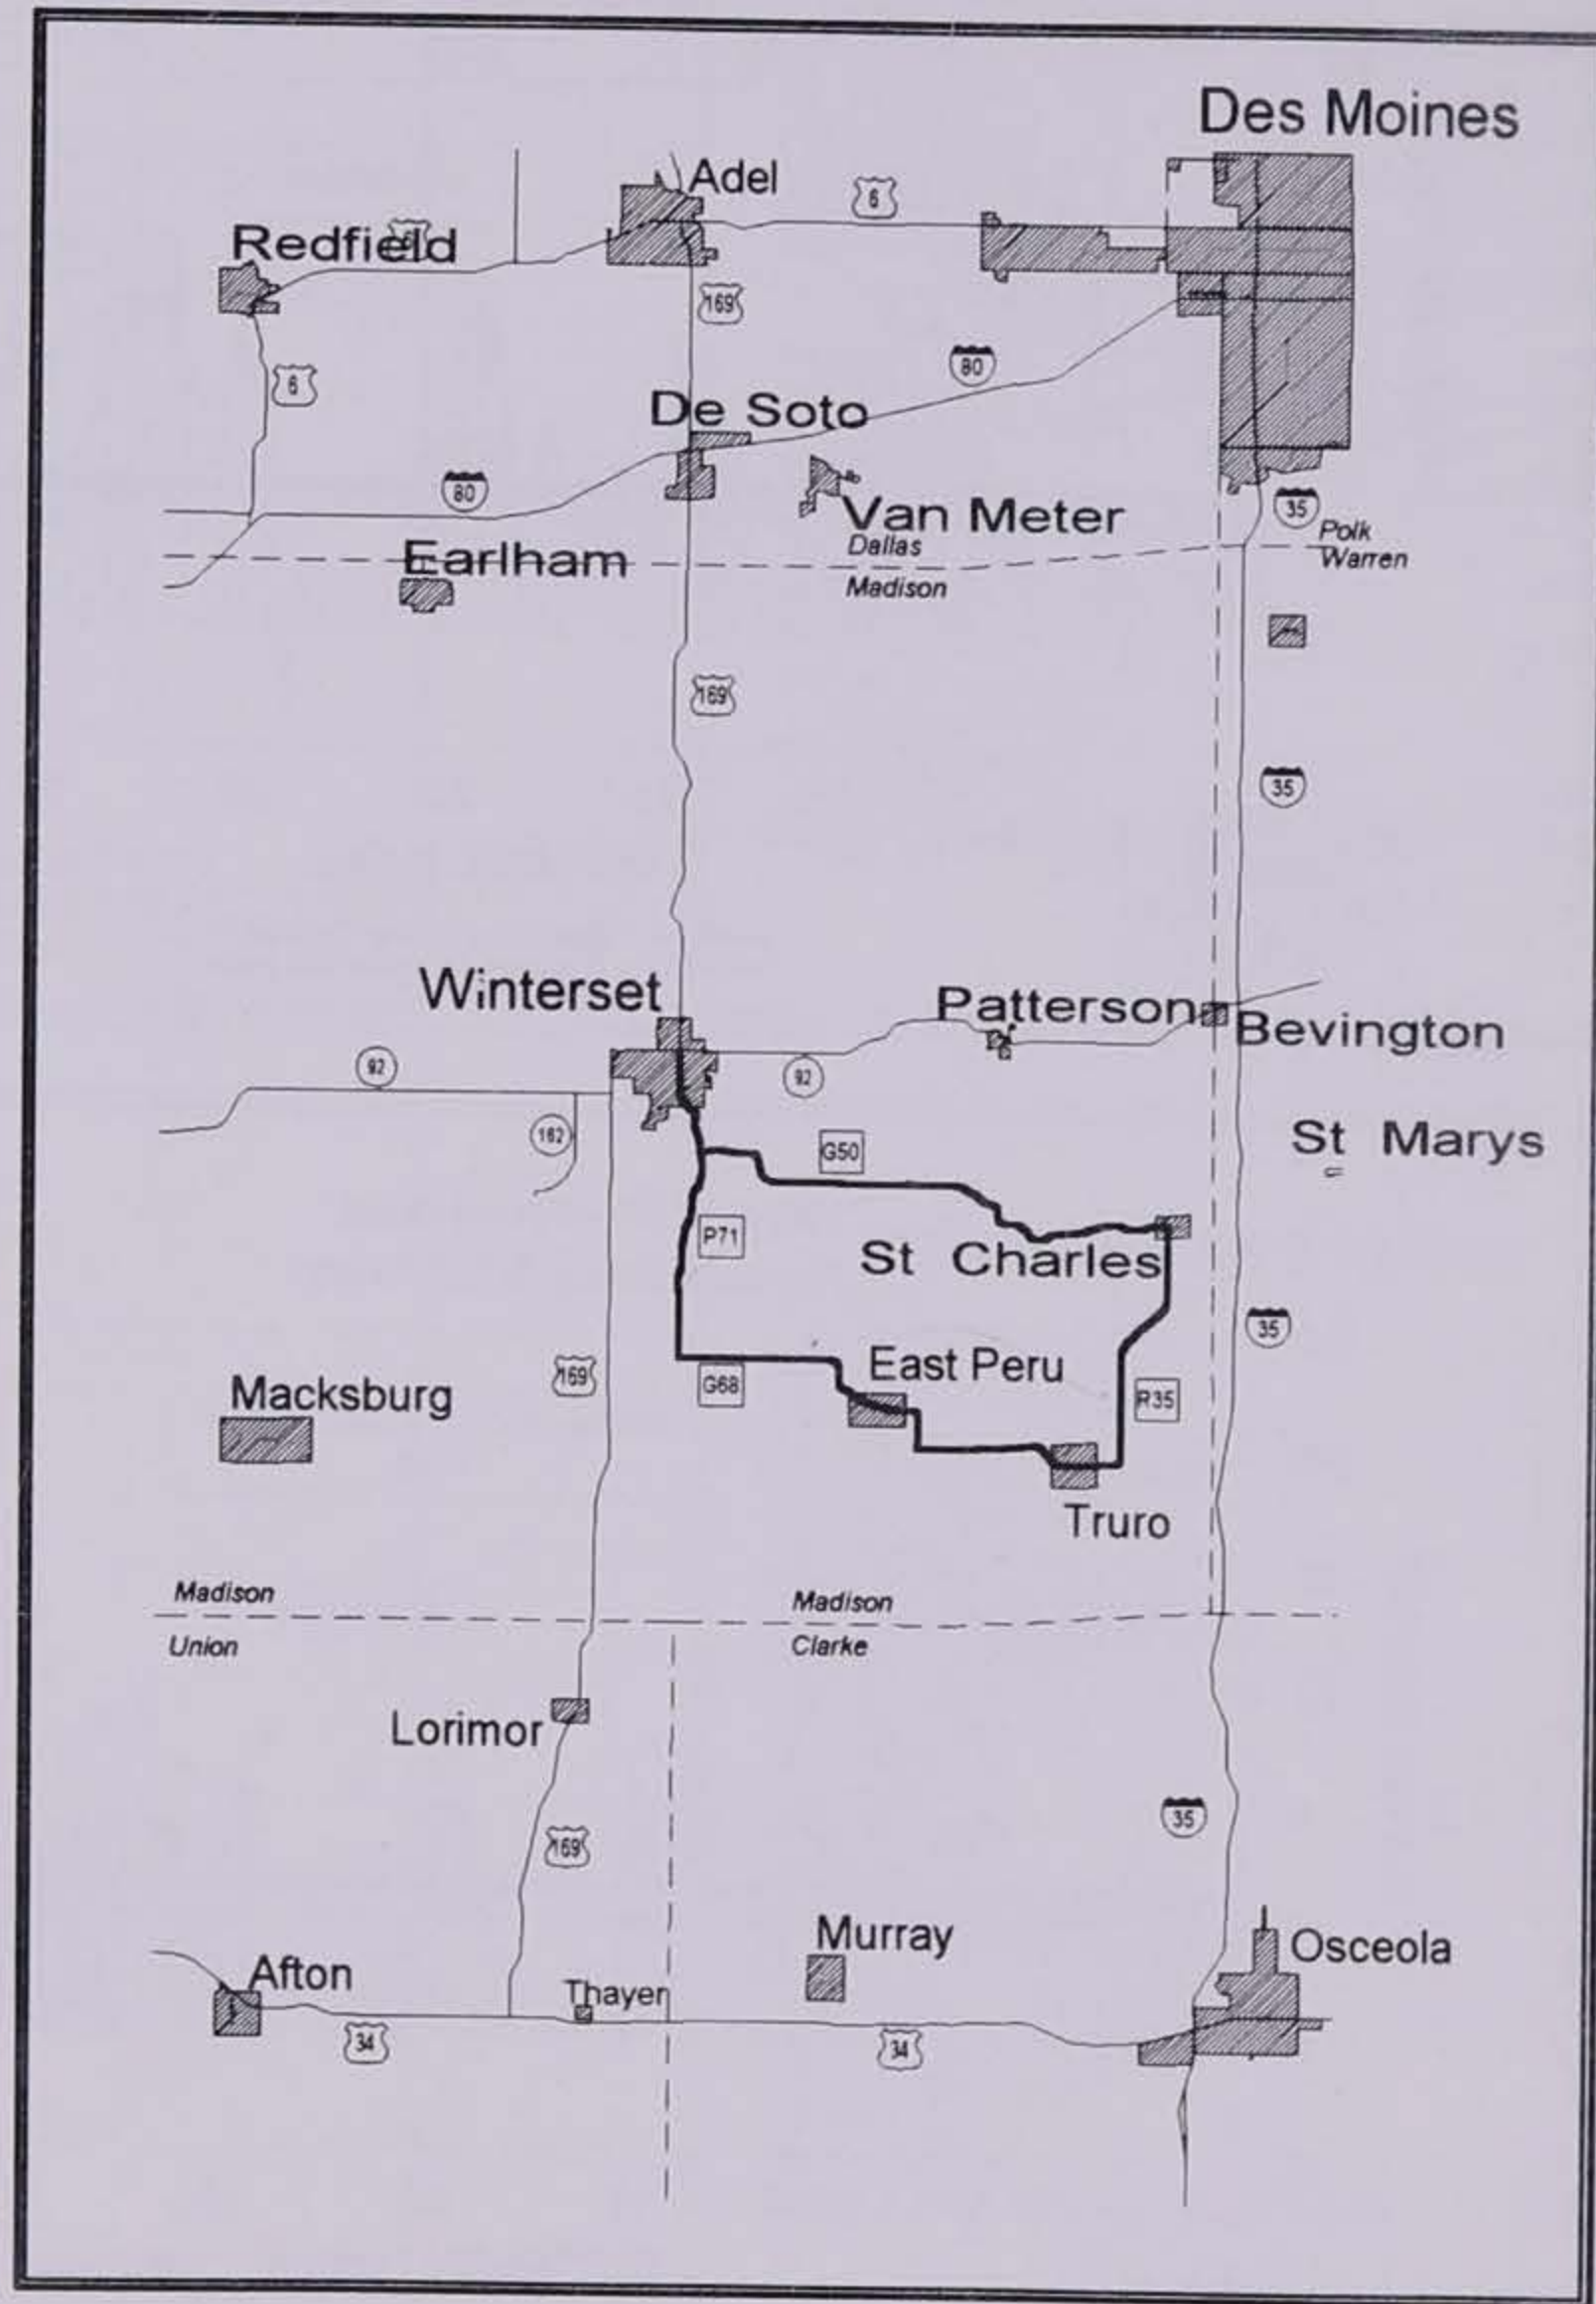 Des Moines
Adel
6
Redfield
169
6
80
De Soto
80
Van Meter
35
Polk
Dallas
Earlham
Warren
Madison
169
35
Winterset
Patterson
Bevington
92
92
162
G50
St Marys
P71
St Charles
35
169
G68
East Peru
R35
Macksburg
Truro
Madison
Madison
Union
Clarke
Lorimor
35
169
Murray
Osceola
Afton
Thayer
34
34